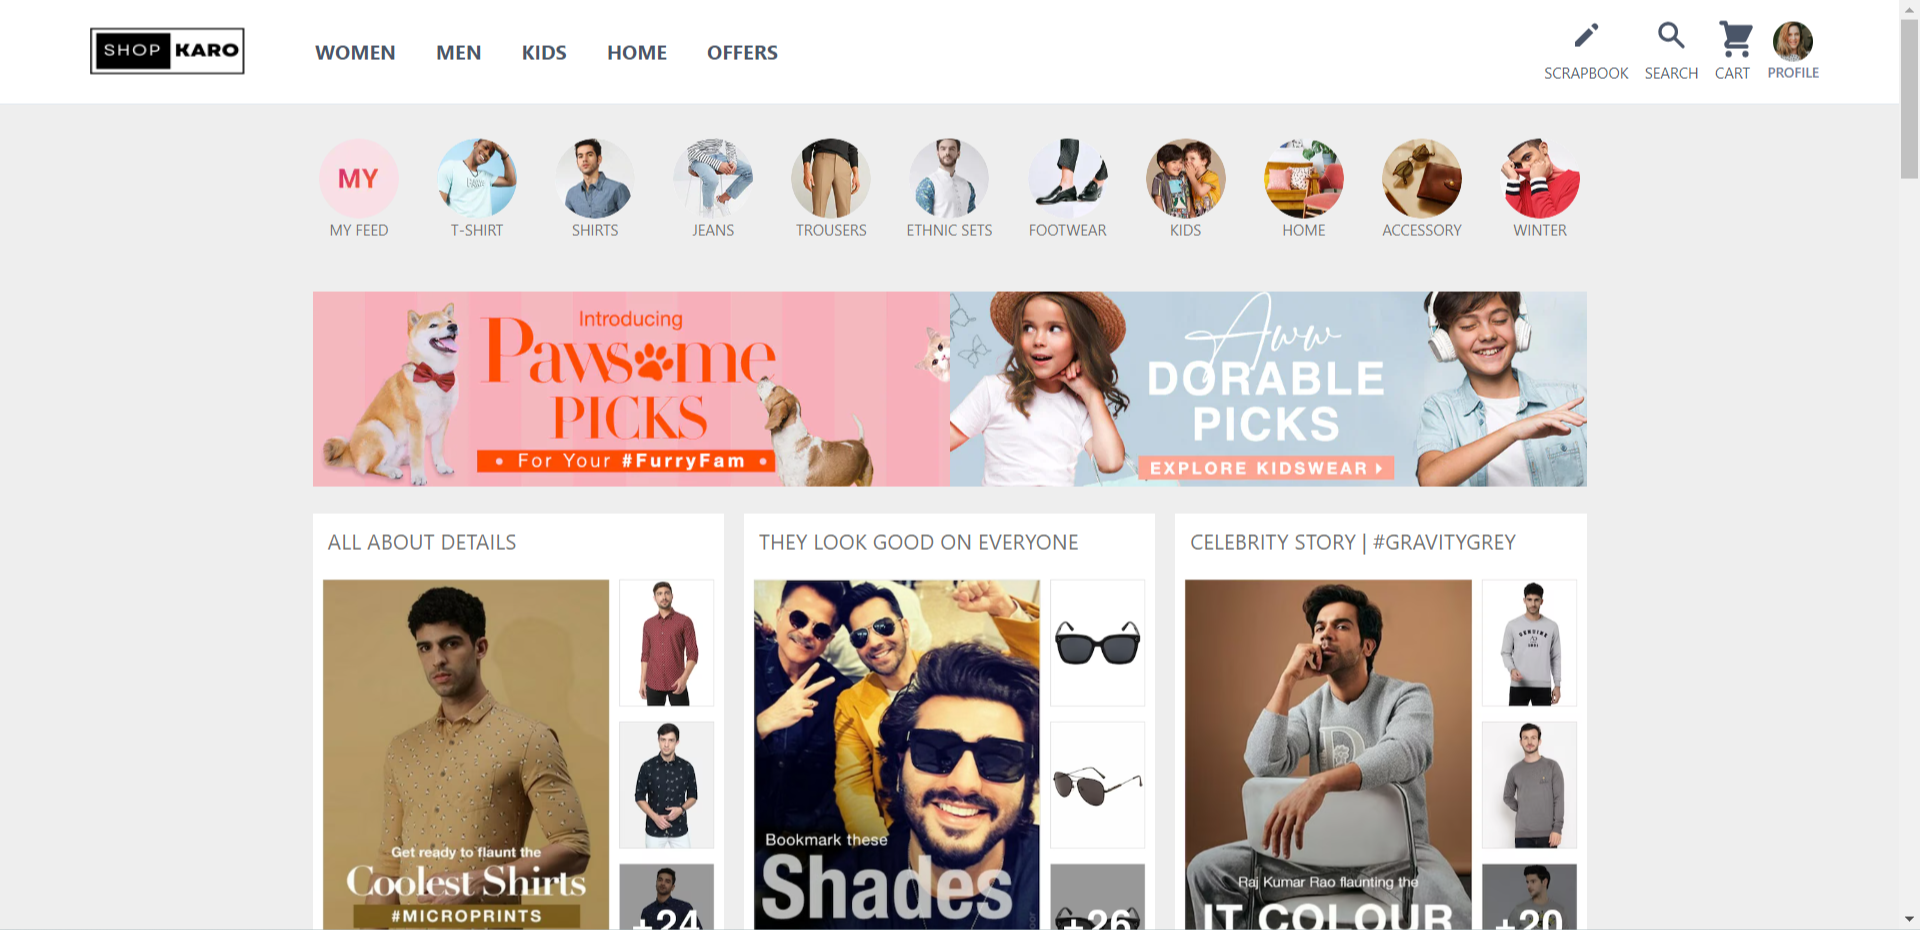 SHOP KARO
WOMEN MEN KIDS HOME OFFERS
SCRAPBOOK SEARCH CART PROFILE
MY
MY FEED T-SHIRT SHIRTS JEANS TROUSERS ETHNIC SETS FOOTWEAR KIDS HOME ACCESSORY WINTER
Introducing
Pawsome
PICKS
• For Your #FurryFam •
Aww
DORABLE
PICKS
EXPLORE KIDSWEAR
ALL ABOUT DETAILS
Get ready to flaunt the
Coolest Shirts
#MICROPRINTS
+24
THEY LOOK GOOD ON EVERYONE
Bookmark these
Shades
+26
CELEBRITY STORY | #GRAVITYGREY
Raj Kumar Rao flaunting the
IT COLOUR
GENUINE
+20